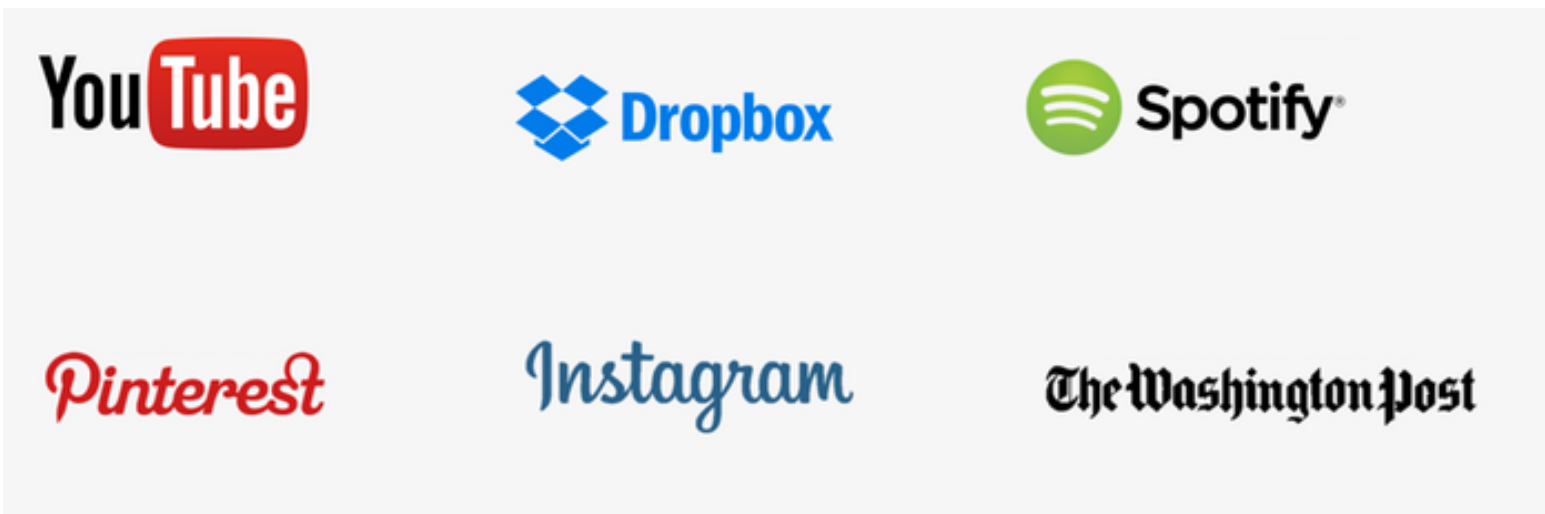 YouTube
Dropbox
Spotify®
Pinterest
Instagram
The Washington Post